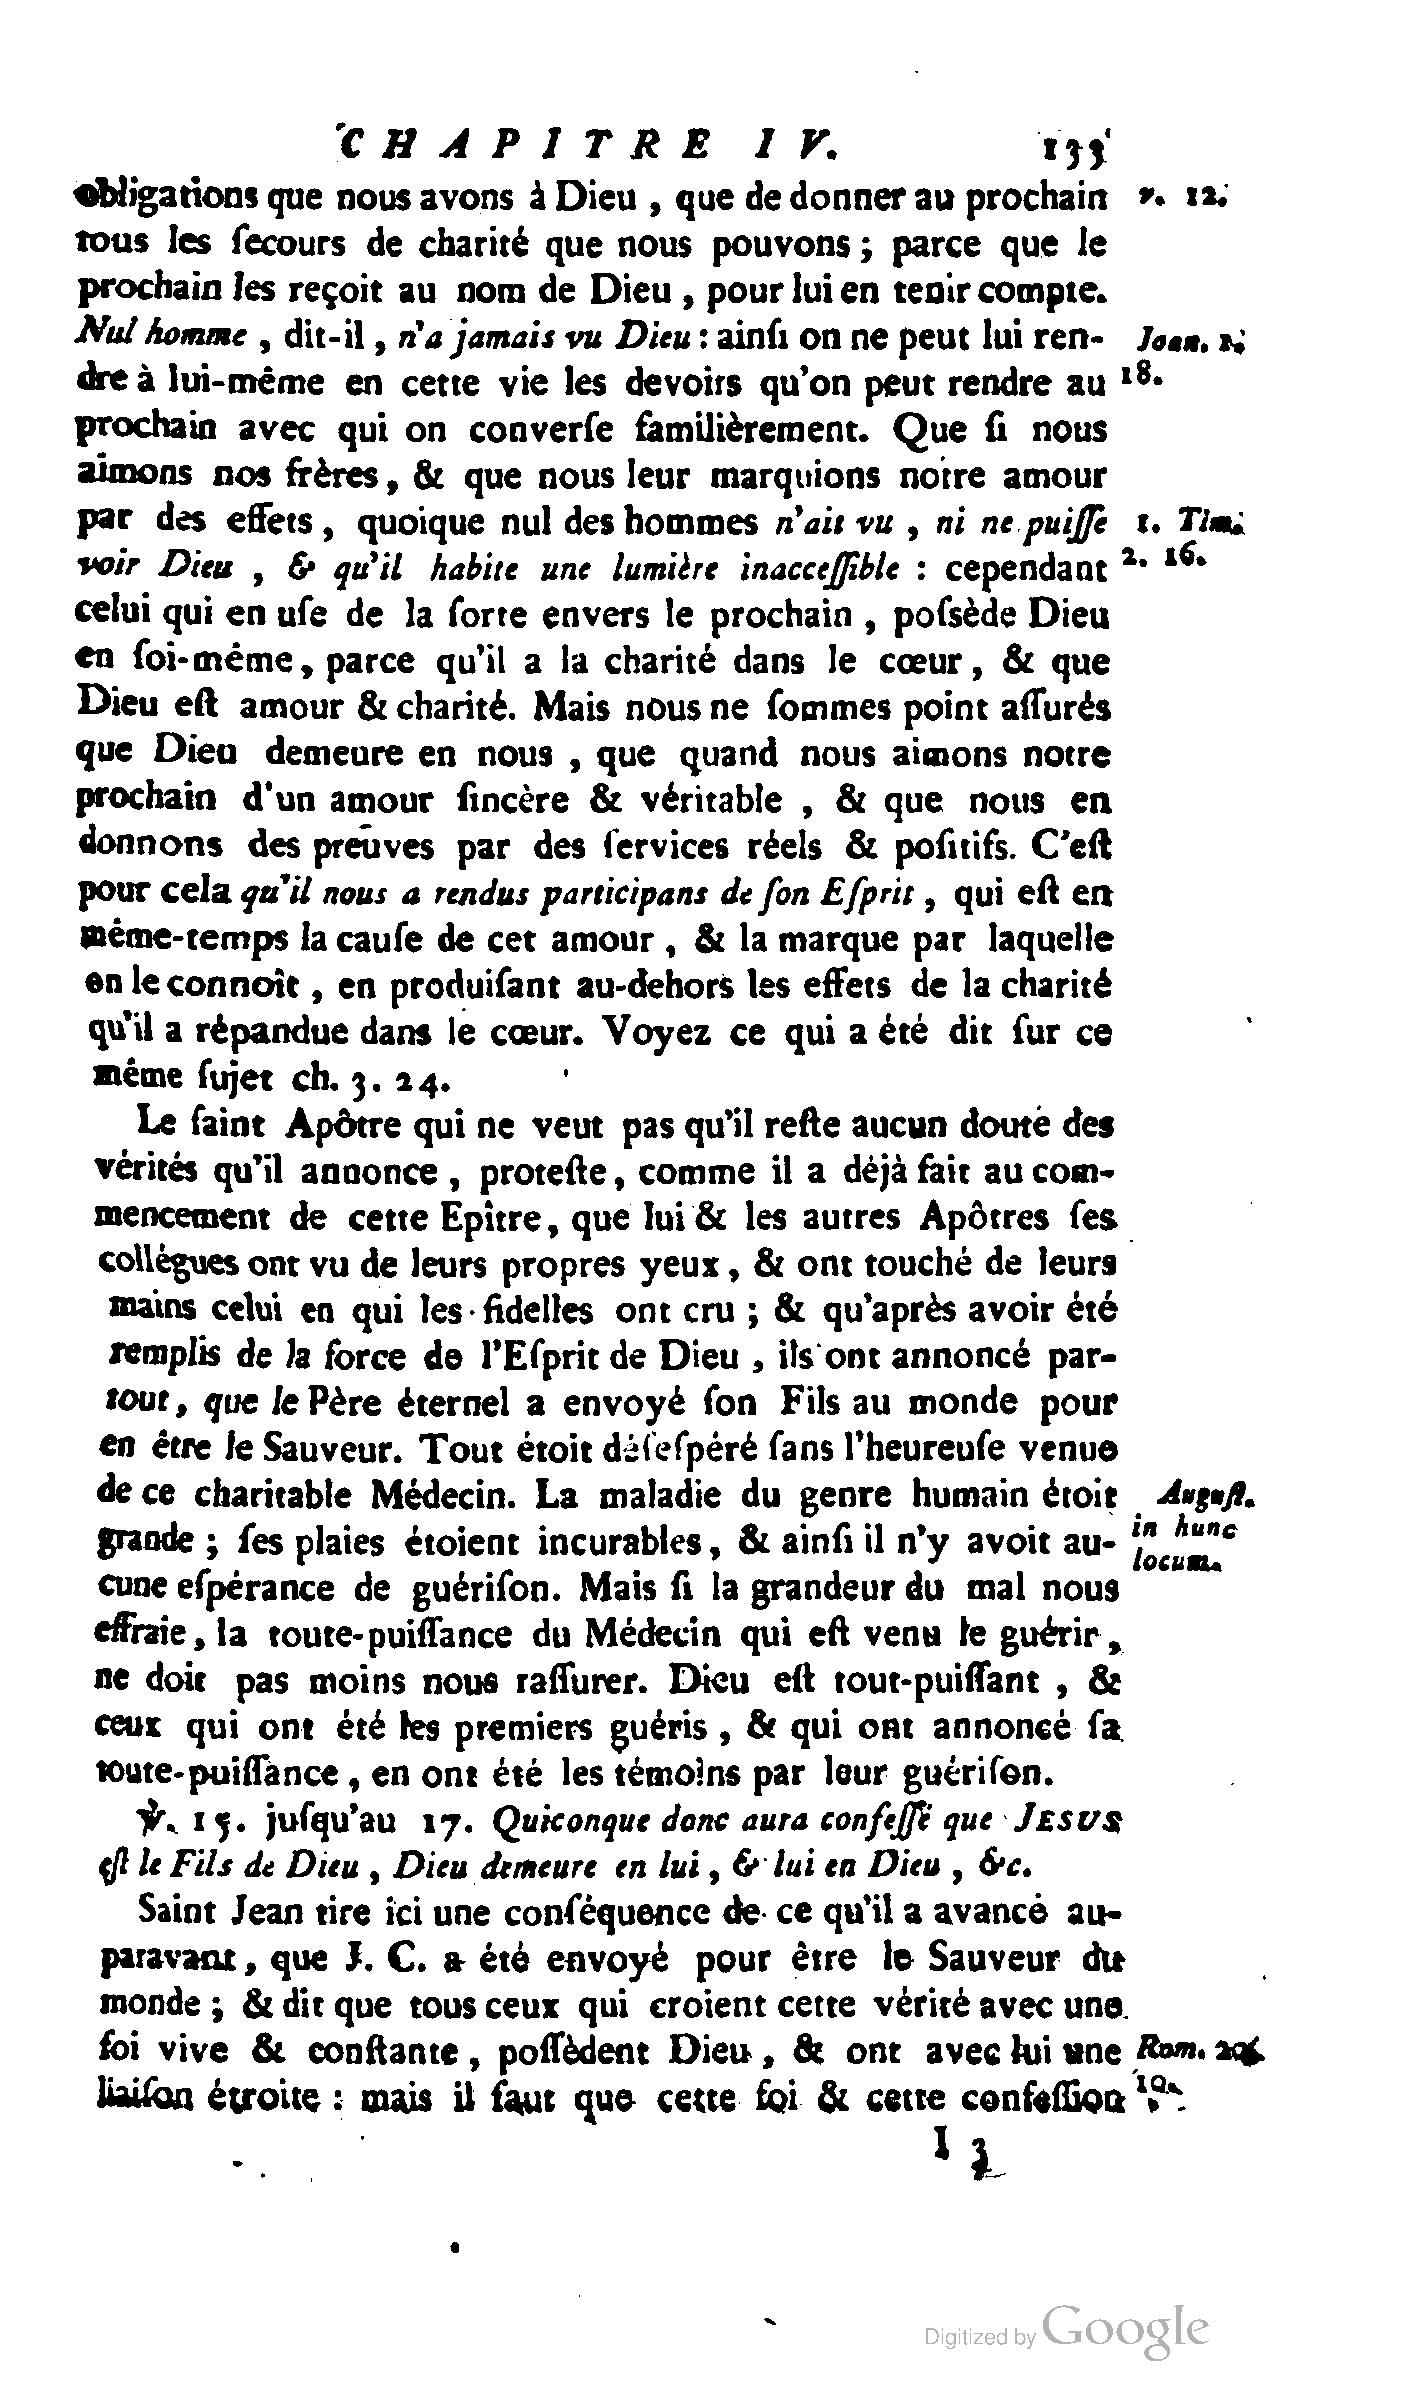 CHAPITRE IV. 133
obligations que nous avons à Dieu , que de donner au prochain v. 12.
tous les ſecours de charité que nous pouvons ; parce que le
prochain les reçoit au nom de Dieu , pour lui en tenir compte.
Nul homme , dit-il , n'a jamais vu Dieu : ainſi on ne peut lui ren- Joan. 1.
dre à lui-même en cette vie les devoirs qu'on peut rendre au 18.
prochain avec qui on converſe familièrement. Que ſi nous
aimons nos frères, & que nous leur marquions notre amour
par des effets, quoique nul des hommes n'ait vu , ni ne puiſſe 1. Tim.
voir Dieu , & qu'il habite une lumière inacceſſible : cependant 2. 16.
celui qui en uſe de la ſorte envers le prochain , poſsède Dieu
en ſoi-même, parce qu'il a la charité dans le cœur, & que
Dieu eſt amour & charité. Mais nous ne ſommes point aſſurés
que Dieu demeure en nous , que quand nous aimons notre
prochain d'un amour ſincère & véritable , & que nous en
donnons des preuves par des ſervices réels & poſitifs. C'eſt
pour cela qu'il nous a rendus participans de ſon Eſprit , qui eſt en
même-temps la cauſe de cet amour , & la marque par laquelle
on le connoît , en produiſant au-dehors les effets de la charité
qu'il a répandue dans le cœur. Voyez ce qui a été dit ſur ce
même ſujet ch. 3. 24.
Le ſaint Apôtre qui ne veut pas qu'il reſte aucun doute des
vérités qu'il annonce , proteſte, comme il a déjà fait au com-
mencement de cette Epître, que lui & les autres Apôtres ſes
collègues ont vu de leurs propres yeux, & ont touché de leurs
mains celui en qui les fidelles ont cru ; & qu'après avoir été
remplis de la force de l'Eſprit de Dieu , ils ont annoncé par-
tout, que le Père éternel a envoyé ſon Fils au monde pour
en être le Sauveur. Tout étoit déſeſpéré ſans l'heureuſe venue
de ce charitable Médecin. La maladie du genre humain étoit Auguſt.
grande ; ſes plaies étoient incurables, & ainſi il n'y avoit au- in hunc
cune eſpérance de guériſon. Mais ſi la grandeur du mal nous locum.
effraie, la toute-puiſſance du Médecin qui eſt venu le guérir,
ne doit pas moins nous raſſurer. Dieu eſt tout-puiſſant , &
ceux qui ont été les premiers guéris , & qui ont annoncé ſa
toute-puiſſance , en ont été les témoins par leur guériſon.
℣. 15. juſqu'au 17. Quiconque donc aura confeſſé que JESUS
eſt le Fils de Dieu , Dieu demeure en lui , & lui en Dieu , &c.
Saint Jean tire ici une conſéquence de ce qu'il a avancé au-
paravant, que J. C. a été envoyé pour être le Sauveur du
monde ; & dit que tous ceux qui croient cette vérité avec une
foi vive & conſtante , poſſèdent Dieu , & ont avec lui une Rom.
liaiſon étroite : mais il faut que cette foi & cette confeſſion
I 3
Digitized by Google